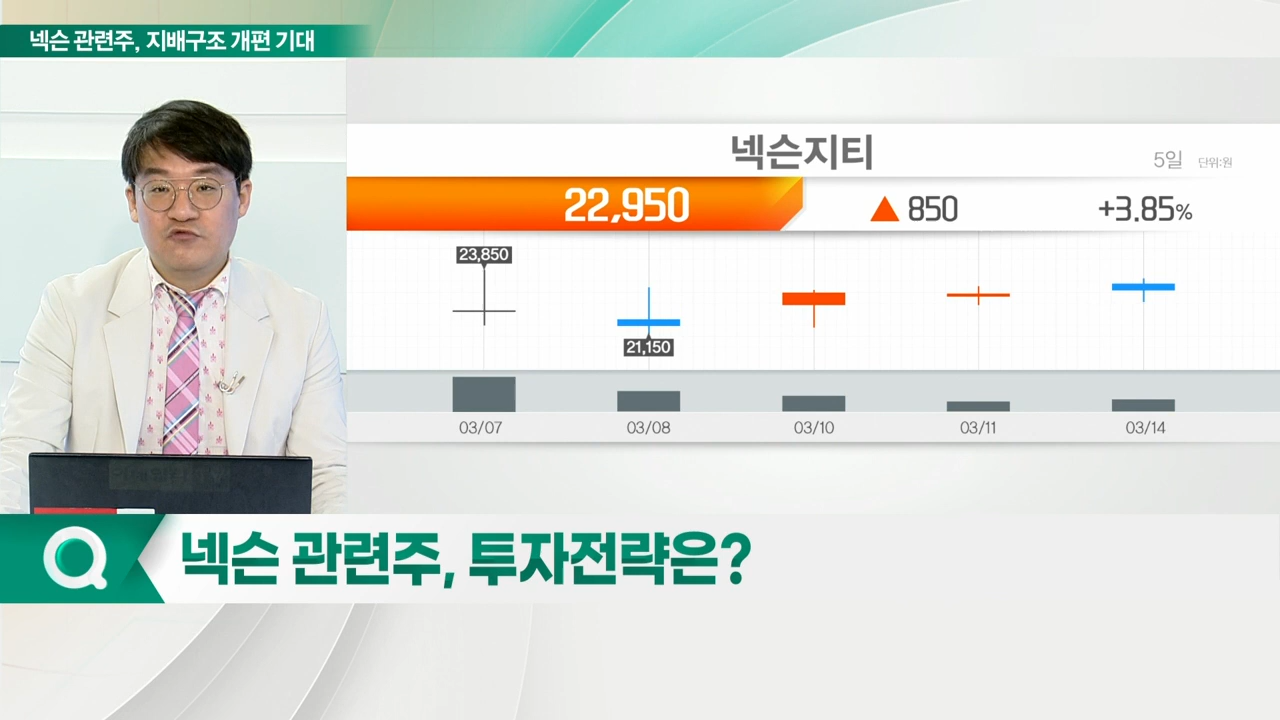 넥슨 관련주, 지배구조 개편 기대
넥슨지티
5일 단위:원
22,950 ▲ 850 +3.85%
23,850
21,150
03/07 03/08 03/10 03/11 03/14
넥슨 관련주, 투자전략은?